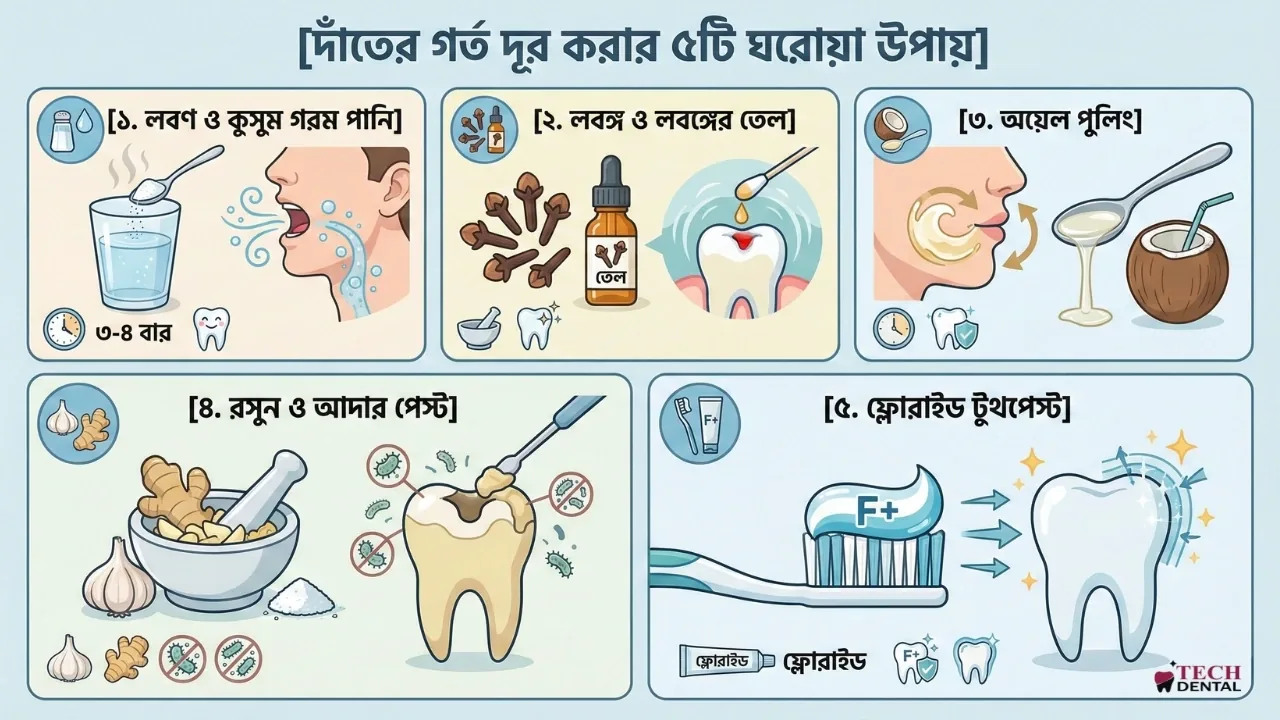 [দাঁতের গর্ত দূর করার ৫টি ঘরোয়া উপায়]
[১. লবণ ও কুসুম গরম পানি]
৩-৪ বার
[২. লবঙ্গ ও লবঙ্গের তেল]
তেল
[৩. অয়েল পুলিং]
[৪. রসুন ও আদার পেস্ট]
[৫. ফ্লোরাইড টুথপেস্ট]
F+
F+
ফ্লোরাইড
ফ্লোরাইড
F+
TECH
DENTAL